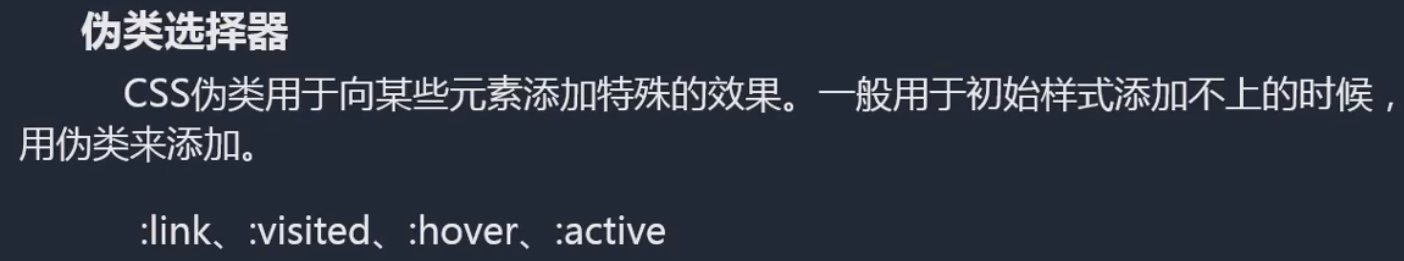 伪类选择器
CSS伪类用于向某些元素添加特殊的效果。一般用于初始样式添加不上的时候，
用伪类来添加。
:link、:visited、:hover、:active